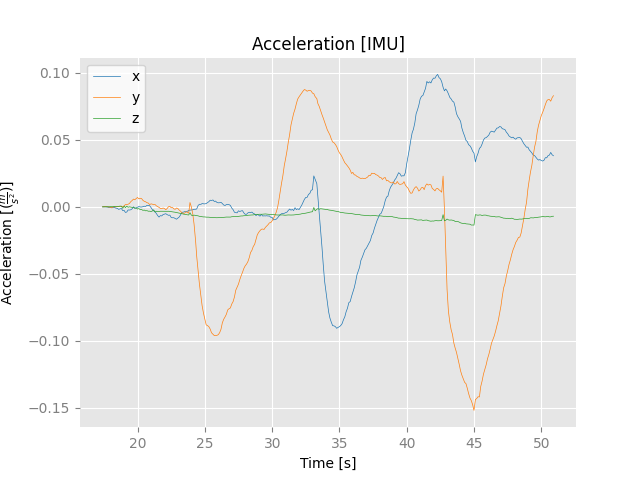 Acceleration [IMU]
x
y
z
0.10
0.05
0.00
−0.05
−0.10
−0.15
Acceleration [(m/s²)]
20 25 30 35 40 45 50
Time [s]